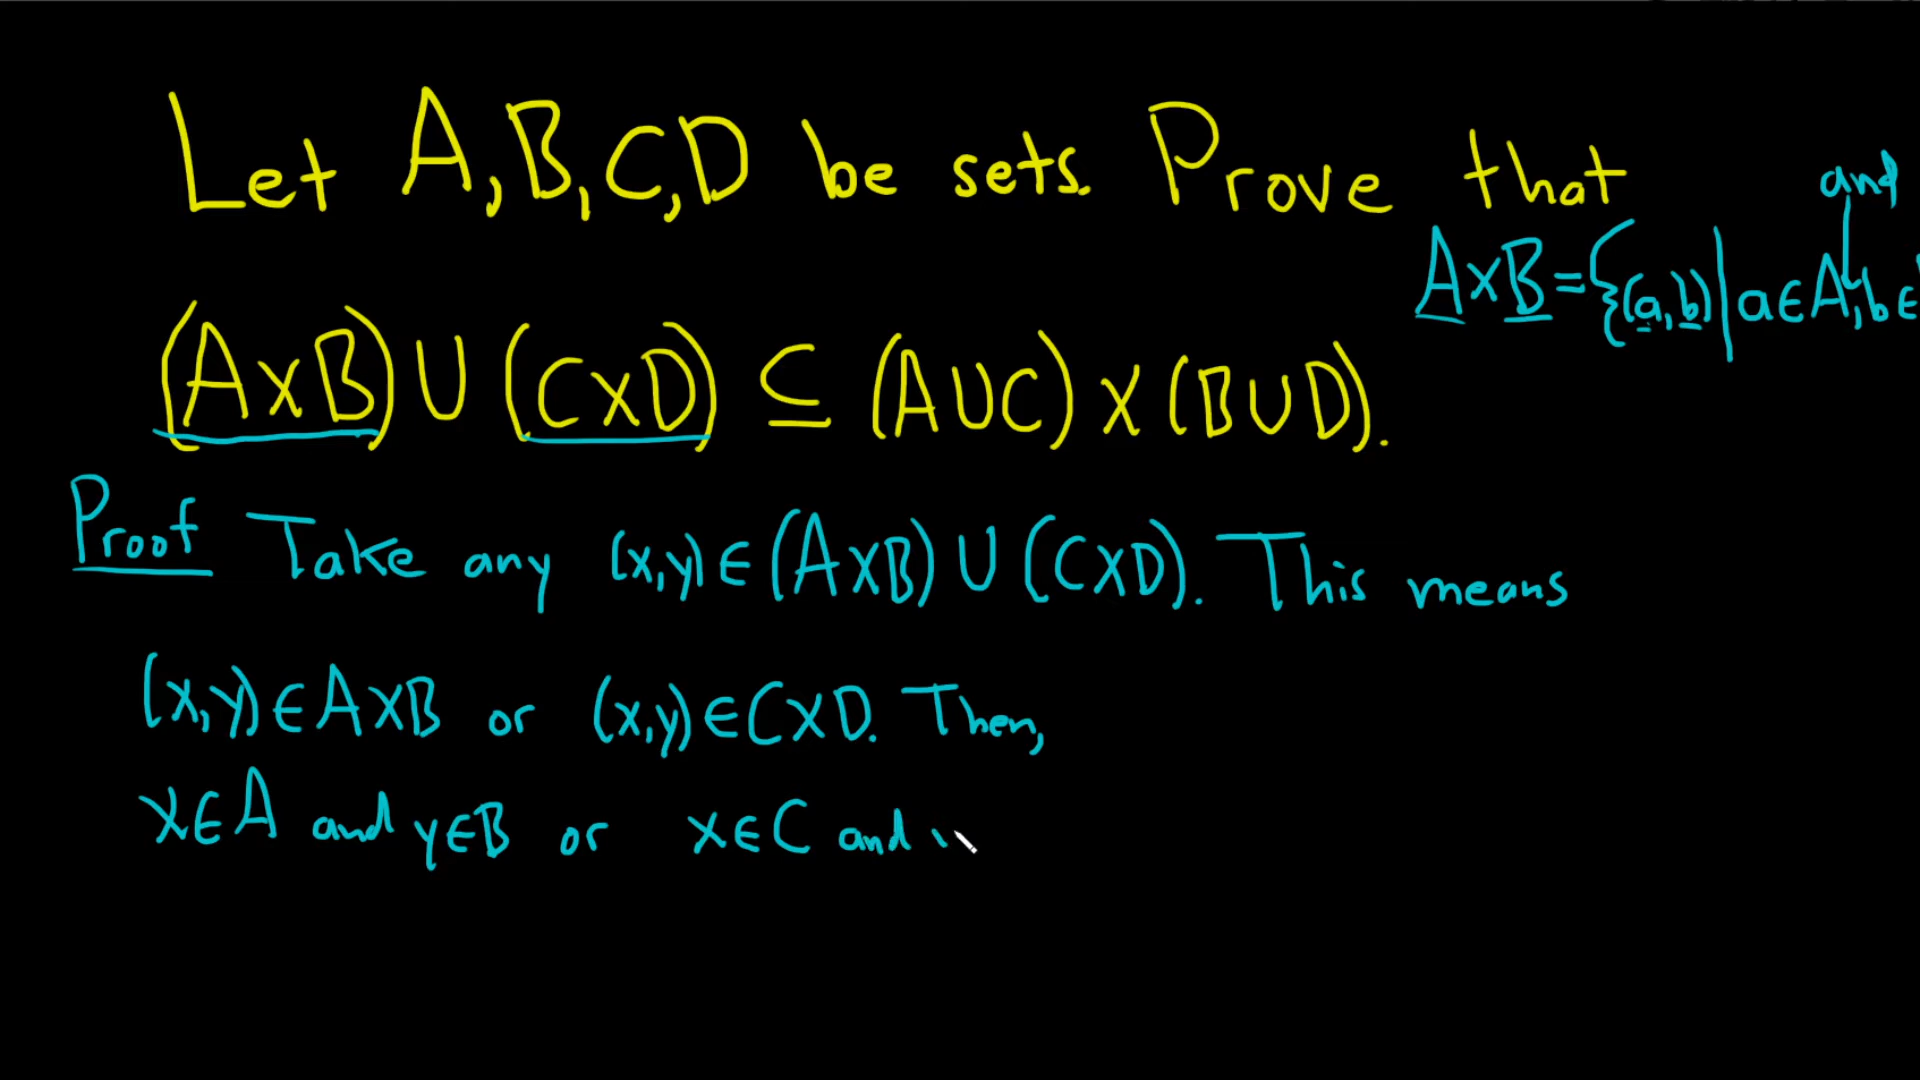 Let A,B,C,D be sets. Prove that
and
A×B={(a,b)|a∈A,b∈
(A×B)∪(C×D)⊆(A∪C)×(B∪D).
Proof Take any (x,y)∈(A×B)∪(C×D). This means
(x,y)∈A×B or (x,y)∈C×D. Then,
x∈A and y∈B or x∈C and